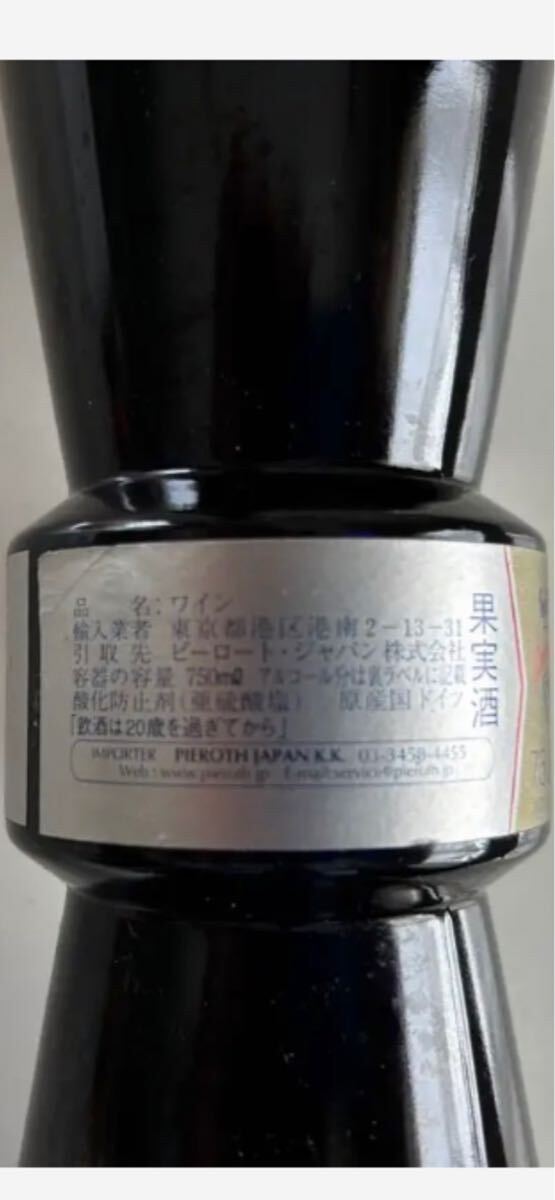 品 名:ワイン
輸入業者 東京都港区港南2-13-31
引取先 ピーロート・ジャパン株式会社
容器の容量 750mℓ アルコール分は裏ラベルに記載
酸化防止剤(亜硫酸塩) 原産国ドイツ
「飲酒は20歳を過ぎてから」
果実酒
IMPORTER PIEROTH JAPAN K.K. 03-3458-4455
Web: www.pieroth.jp E-mail:service@pieroth.jp